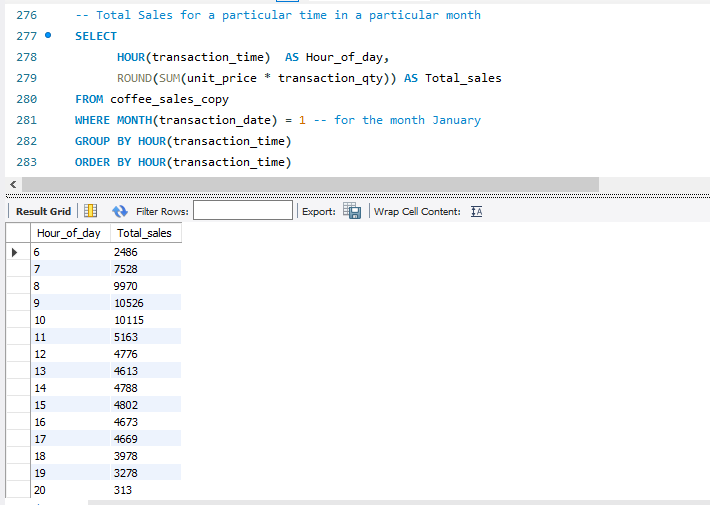 276 -- Total Sales for a particular time in a particular month
277 SELECT
278 HOUR(transaction_time)  AS Hour_of_day,
279 ROUND(SUM(unit_price * transaction_qty)) AS Total_sales
280 FROM coffee_sales_copy
281 WHERE MONTH(transaction_date) = 1 -- for the month January
282 GROUP BY HOUR(transaction_time)
283 ORDER BY HOUR(transaction_time)
Result Grid Filter Rows: Export: Wrap Cell Content:
Hour_of_day Total_sales
6 2486
7 7528
8 9970
9 10526
10 10115
11 5163
12 4776
13 4613
14 4788
15 4802
16 4673
17 4669
18 3978
19 3278
20 313